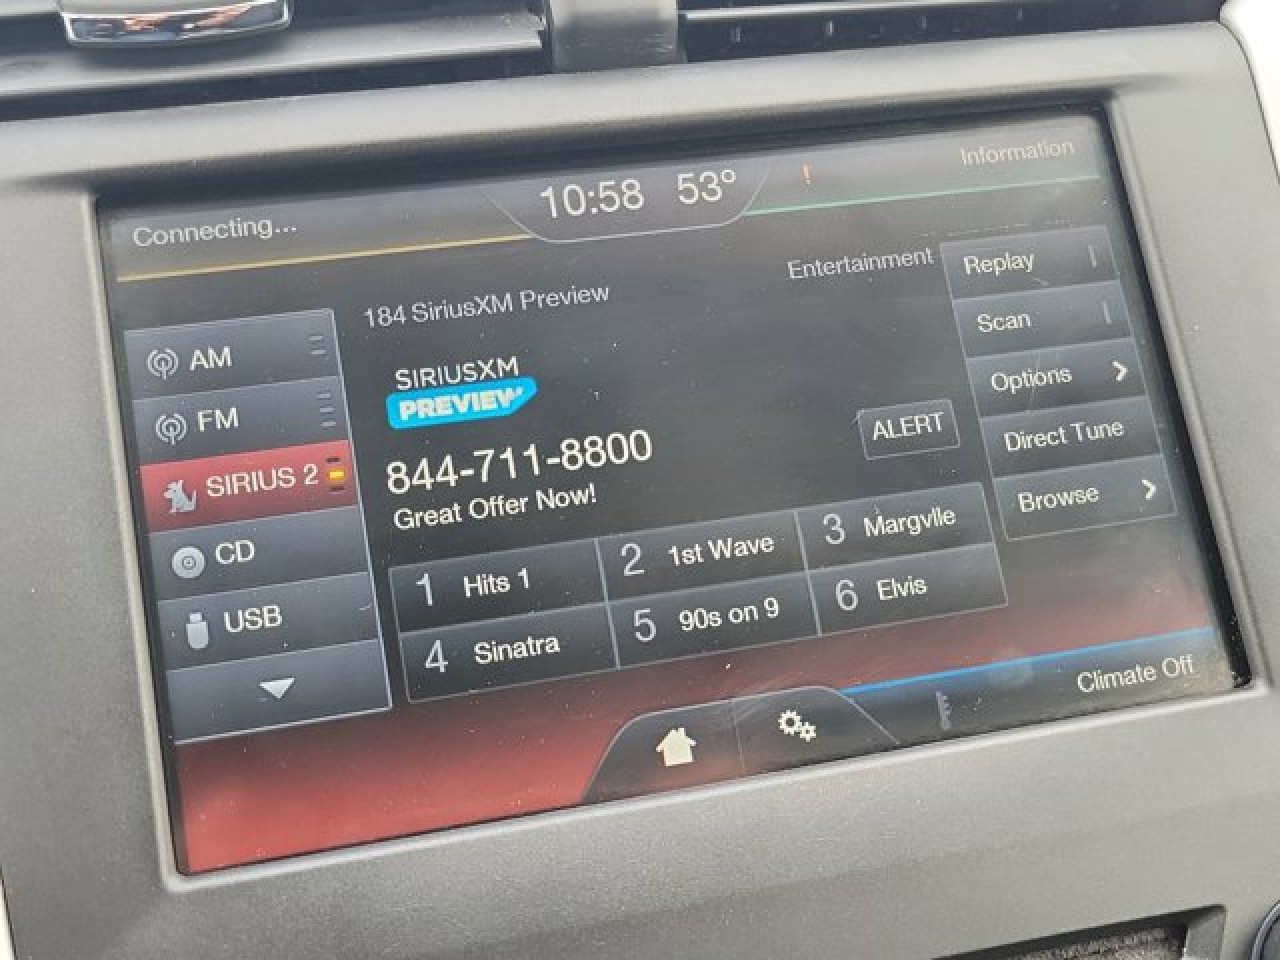 Connecting...
10:58 53°
!
Information
184 SiriusXM Preview
Entertainment
AM
FM
SIRIUS 2
CD
USB
SIRIUSXM
PREVIEW
844-711-8800
Great Offer Now!
ALERT
Replay
Scan
Options
Direct Tune
Browse
1 Hits 1
2 1st Wave
3 Margvlle
4 Sinatra
5 90s on 9
6 Elvis
Climate Off